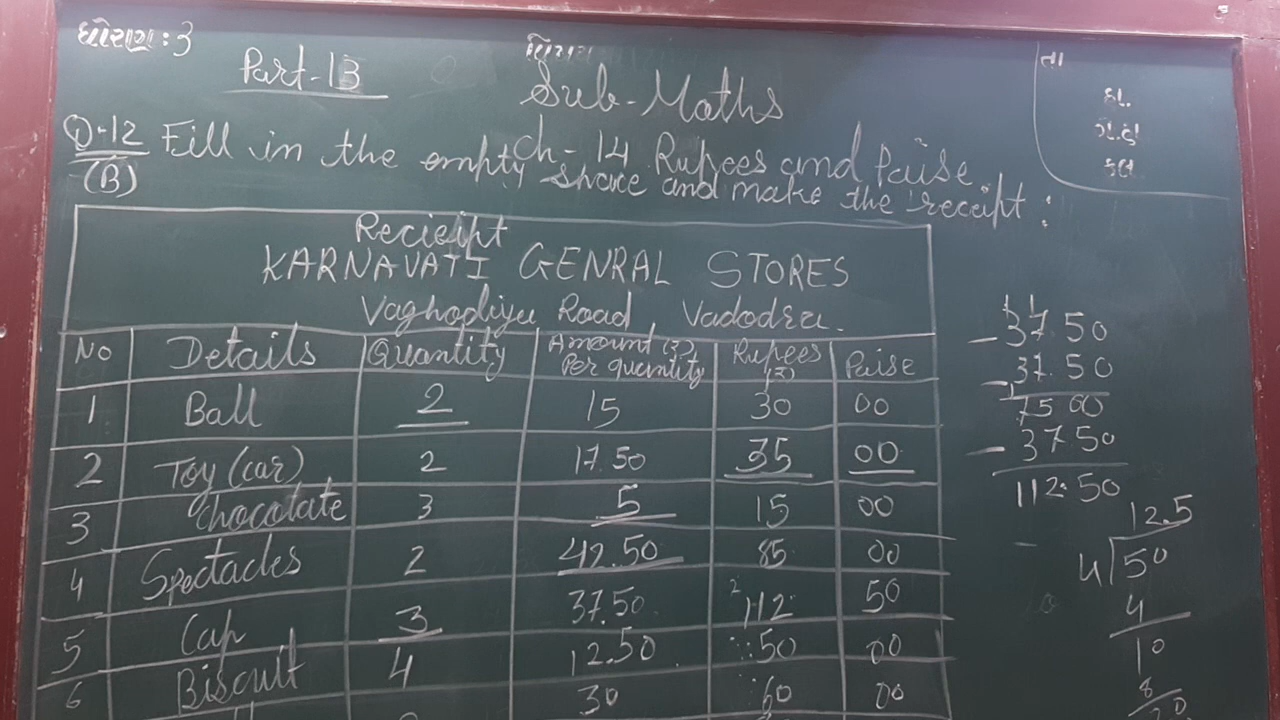 ધોરણ : 3
Part-13
વિષય
Sub-Maths
તા
હા.
ગે.હા
કુલ
Q-12 Fill in the empty space and make the receipt :
(B)
Ch-14 Rupees and Paise
Recieipt
KARNAVATI GENRAL STORES
Vaghodiya Road, Vadodra.
No Details Quantity Amount (₹) Per quantity Rupees (₹) Paise
1 Ball 2 15 30 00
2 Toy (car) 2 17.50 35 00
3 chocotate 3 5 15 00
4 Spectacles 2 42.50 85 00
5 Cap 3 37.50 112 50
6 Biscuit 4 12.50 50 00
30 60 00
37.50
37.50
75 00
37 50
112.50
12.5
4 50
4
10
8
20